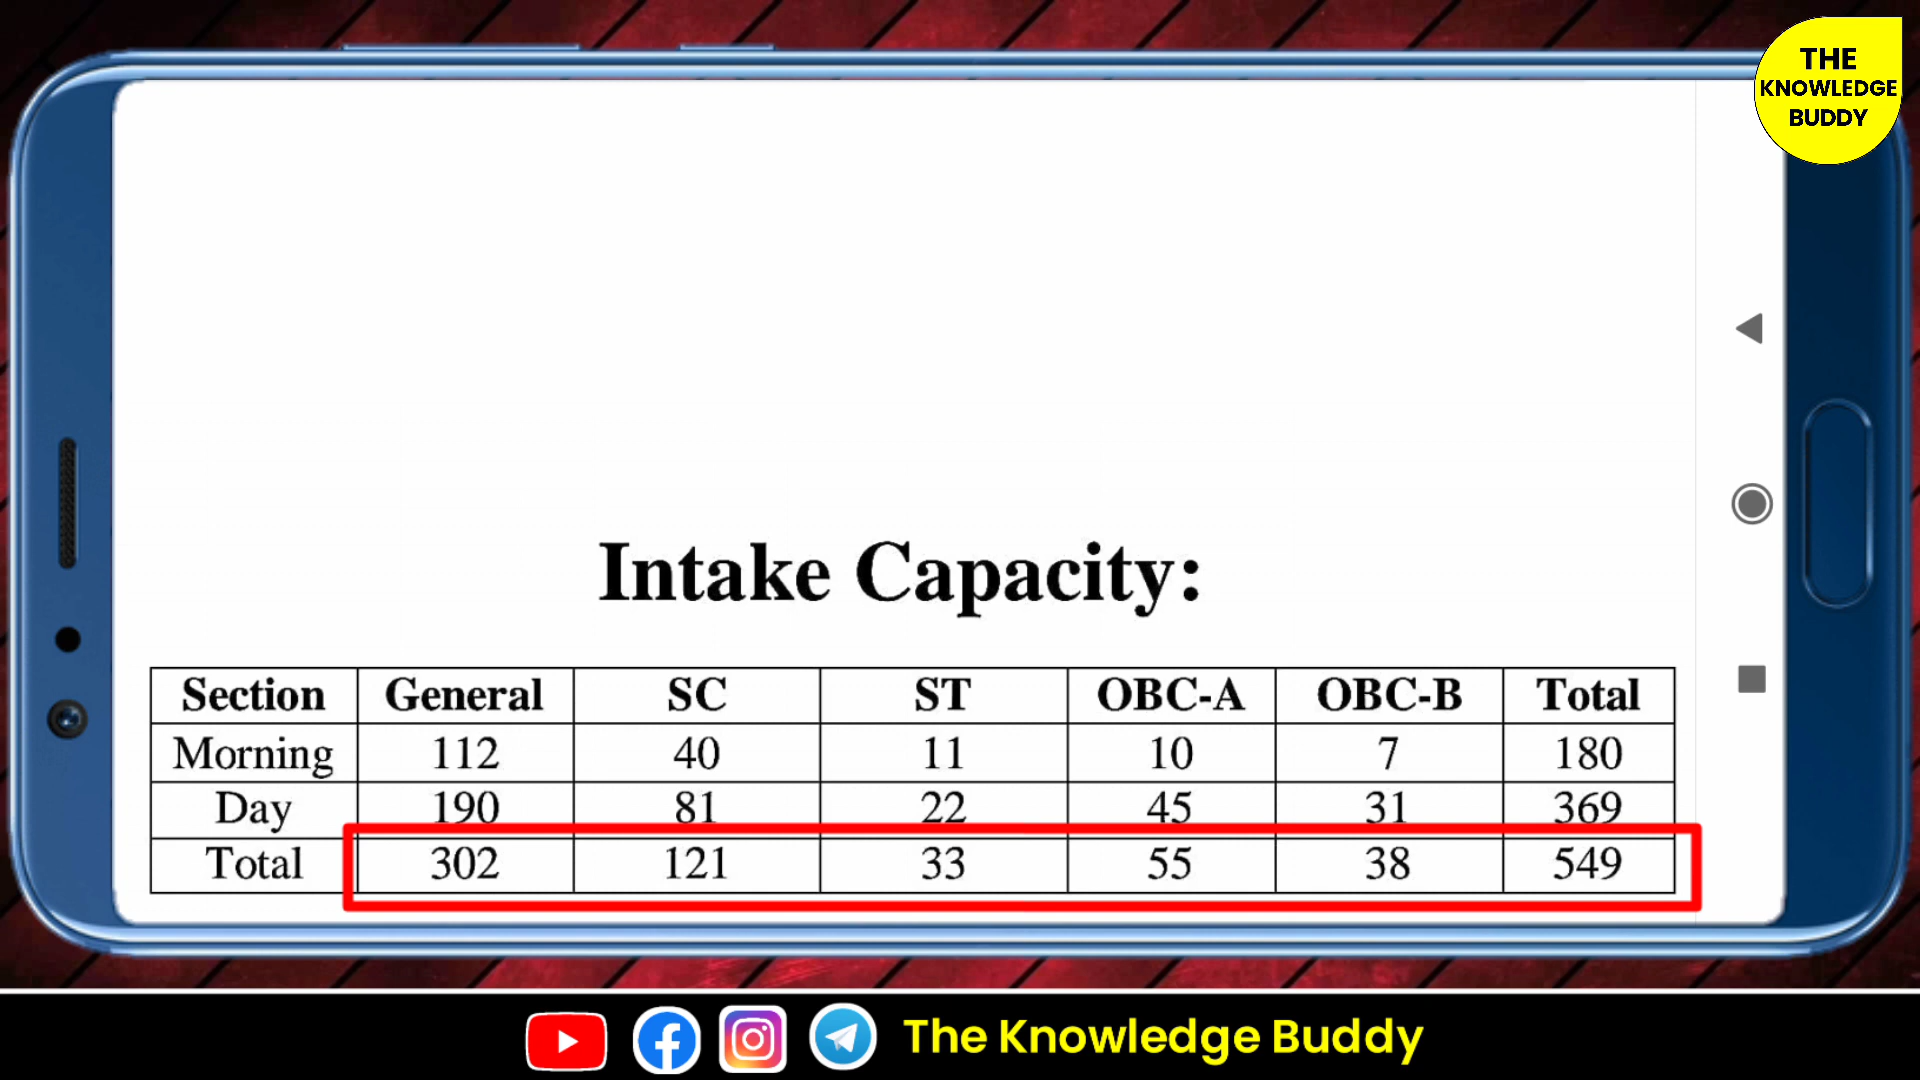 THE
KNOWLEDGE
BUDDY
Intake Capacity:
Section General SC ST OBC-A OBC-B Total
Morning 112 40 11 10 7 180
Day 190 81 22 45 31 369
Total 302 121 33 55 38 549
The Knowledge Buddy